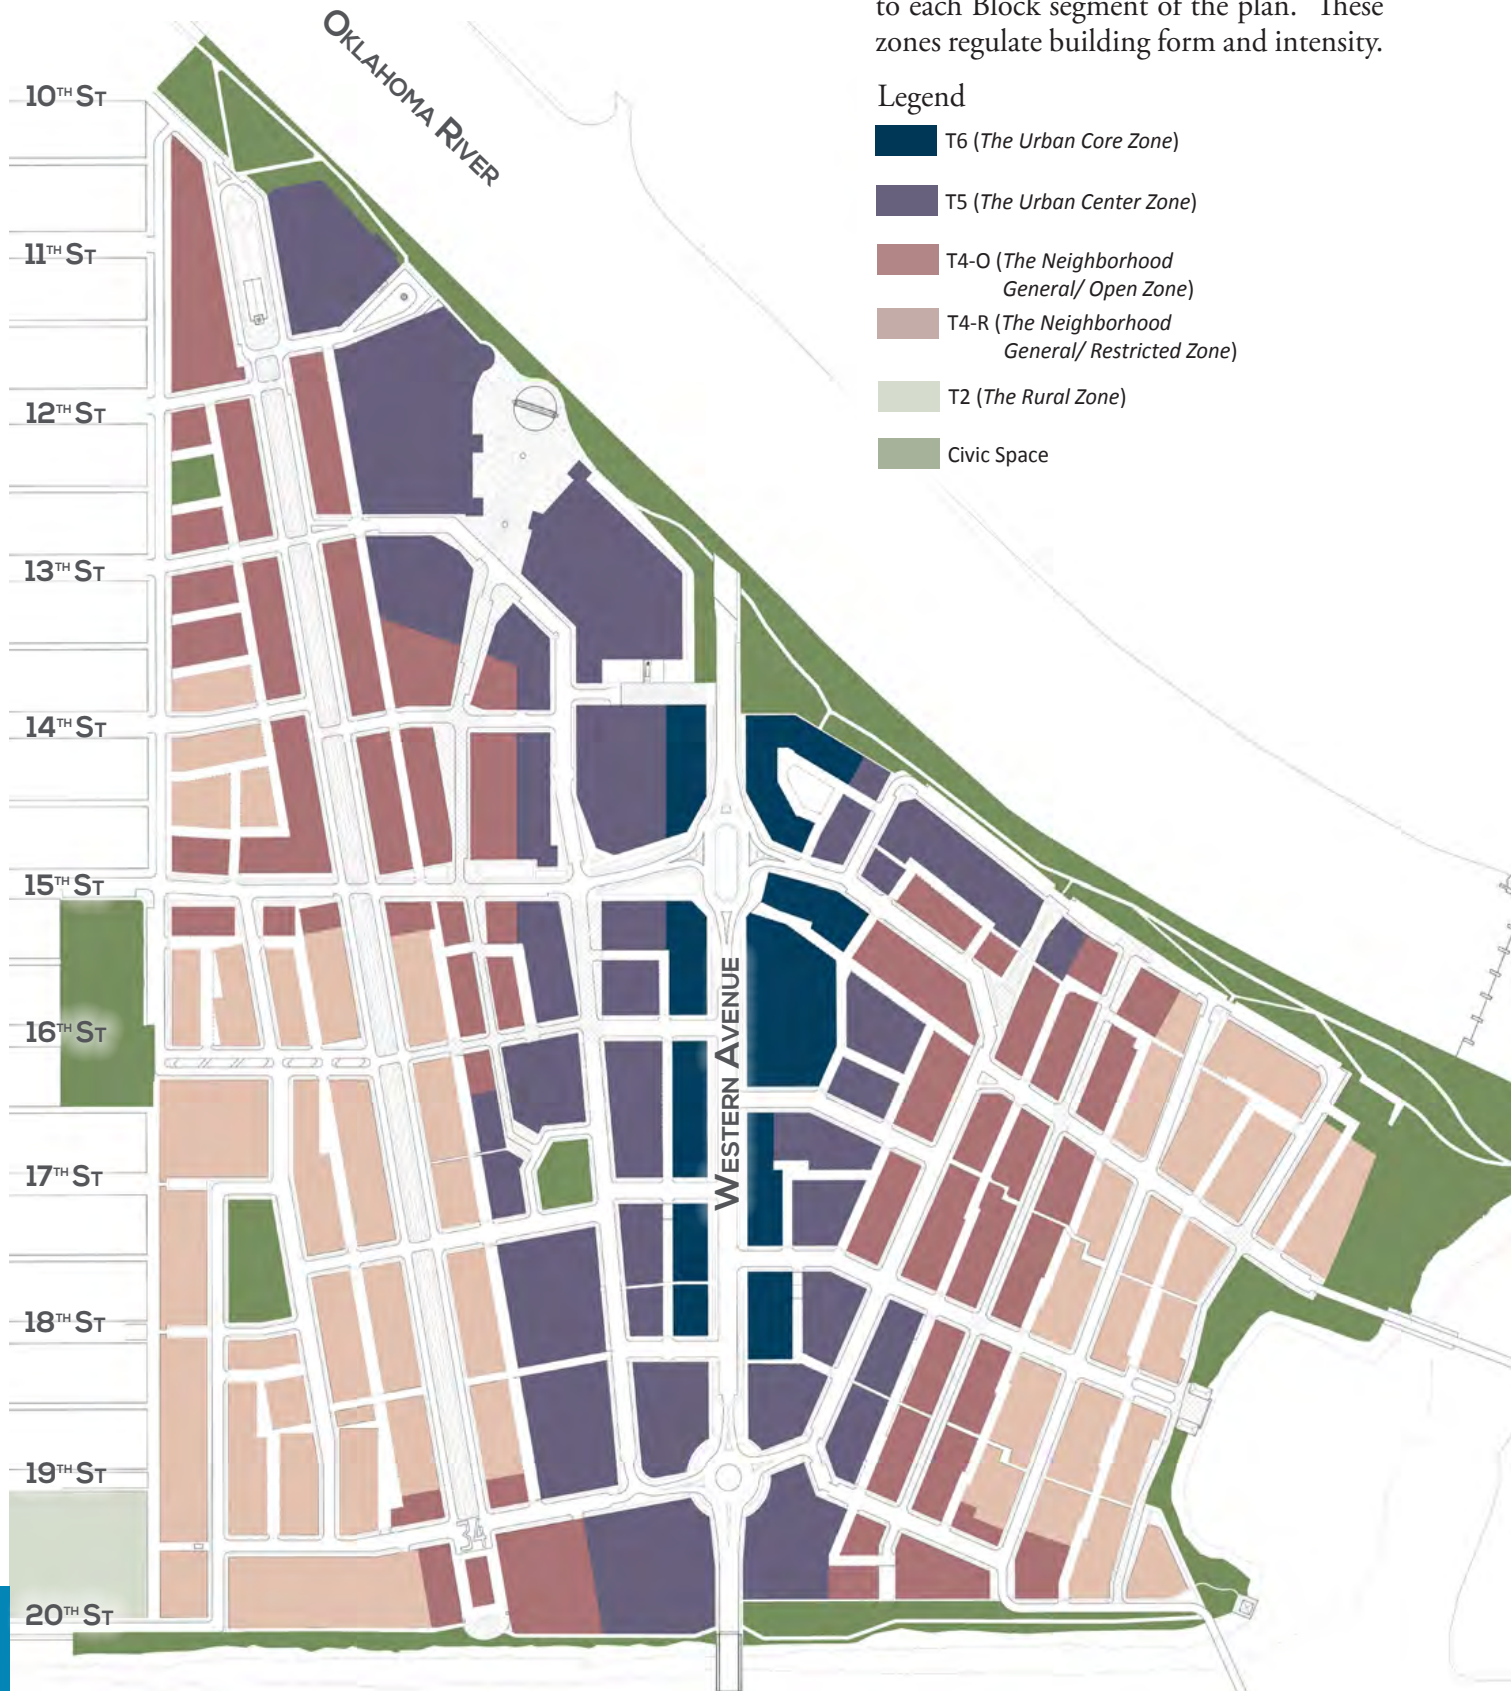 to each Block segment of the plan. These
zones regulate building form and intensity.
Legend
T6 (The Urban Core Zone)
T5 (The Urban Center Zone)
T4-O (The Neighborhood
General/ Open Zone)
T4-R (The Neighborhood
General/ Restricted Zone)
T2 (The Rural Zone)
Civic Space
OKLAHOMA RIVER
10TH ST
11TH ST
12TH ST
13TH ST
14TH ST
15TH ST
16TH ST
17TH ST
18TH ST
19TH ST
20TH ST
WESTERN AVENUE
34